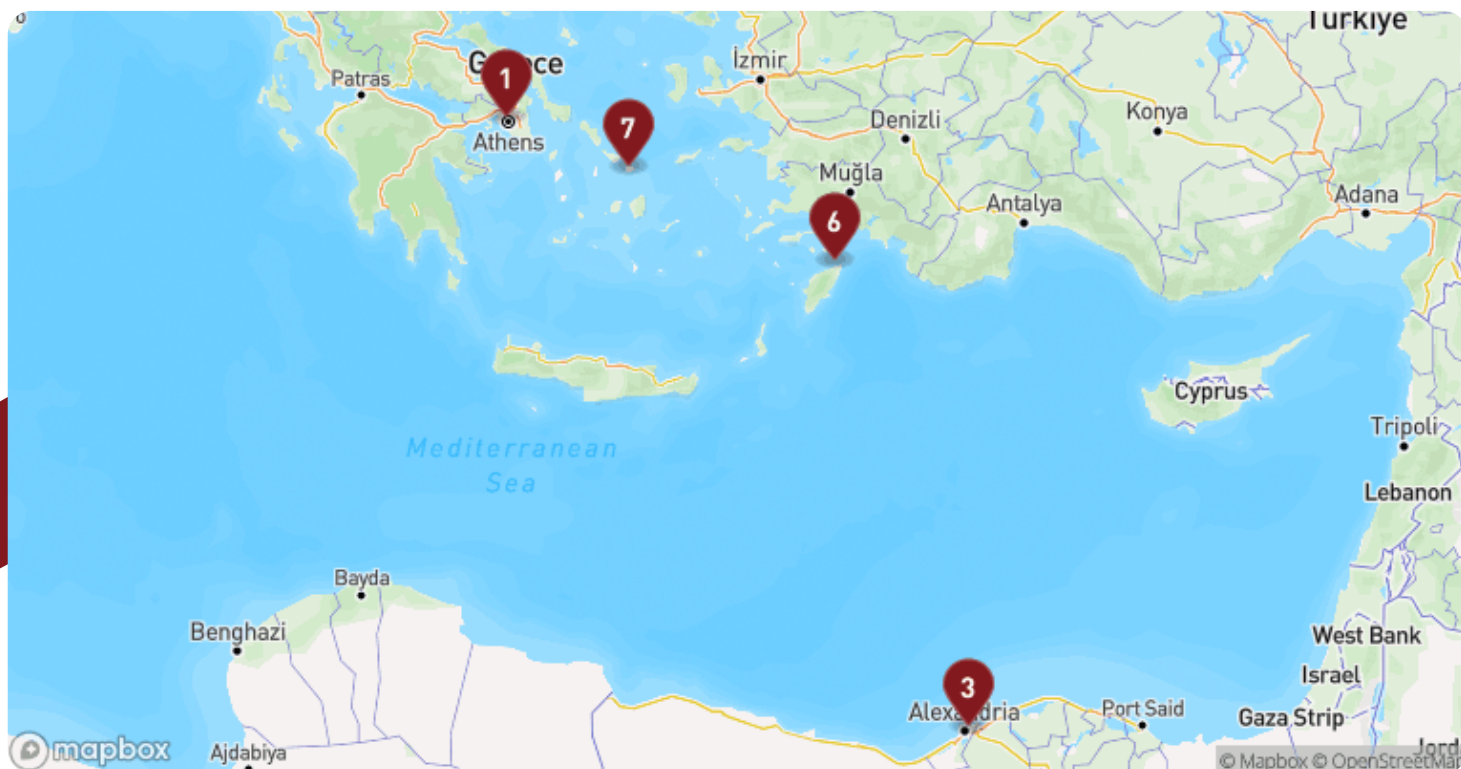 Türkiye
Greece
1
Patras
Athens
7
İzmir
Denizli
Konya
Muğla
Antalya
Adana
6
Cyprus
Mediterranean
Sea
Tripoli
Lebanon
Bayda
Benghazi
West Bank
Israel
3
Alexandria
Port Said
Gaza Strip
Ajdabiya
mapbox
© Mapbox © OpenStreetMap